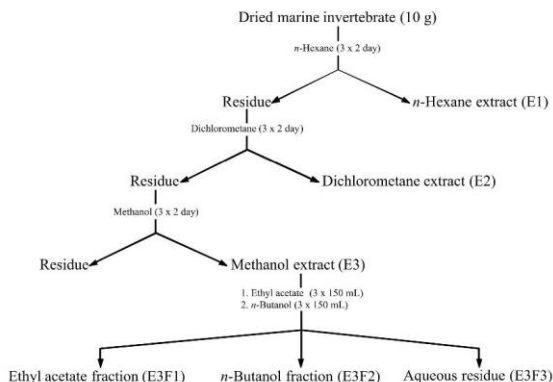 Dried marine invertebrate (10 g)
n-Hexane (3 x 2 day)
Residue
n-Hexane extract (E1)
Dichlorometane (3 x 2 day)
Residue
Dichlorometane extract (E2)
Methanol (3 x 2 day)
Residue
Methanol extract (E3)
1. Ethyl acetate (3 x 150 mL)
2. n-Butanol (3 x 150 mL)
Ethyl acetate fraction (E3F1)
n-Butanol fraction (E3F2)
Aqueous residue (E3F3)